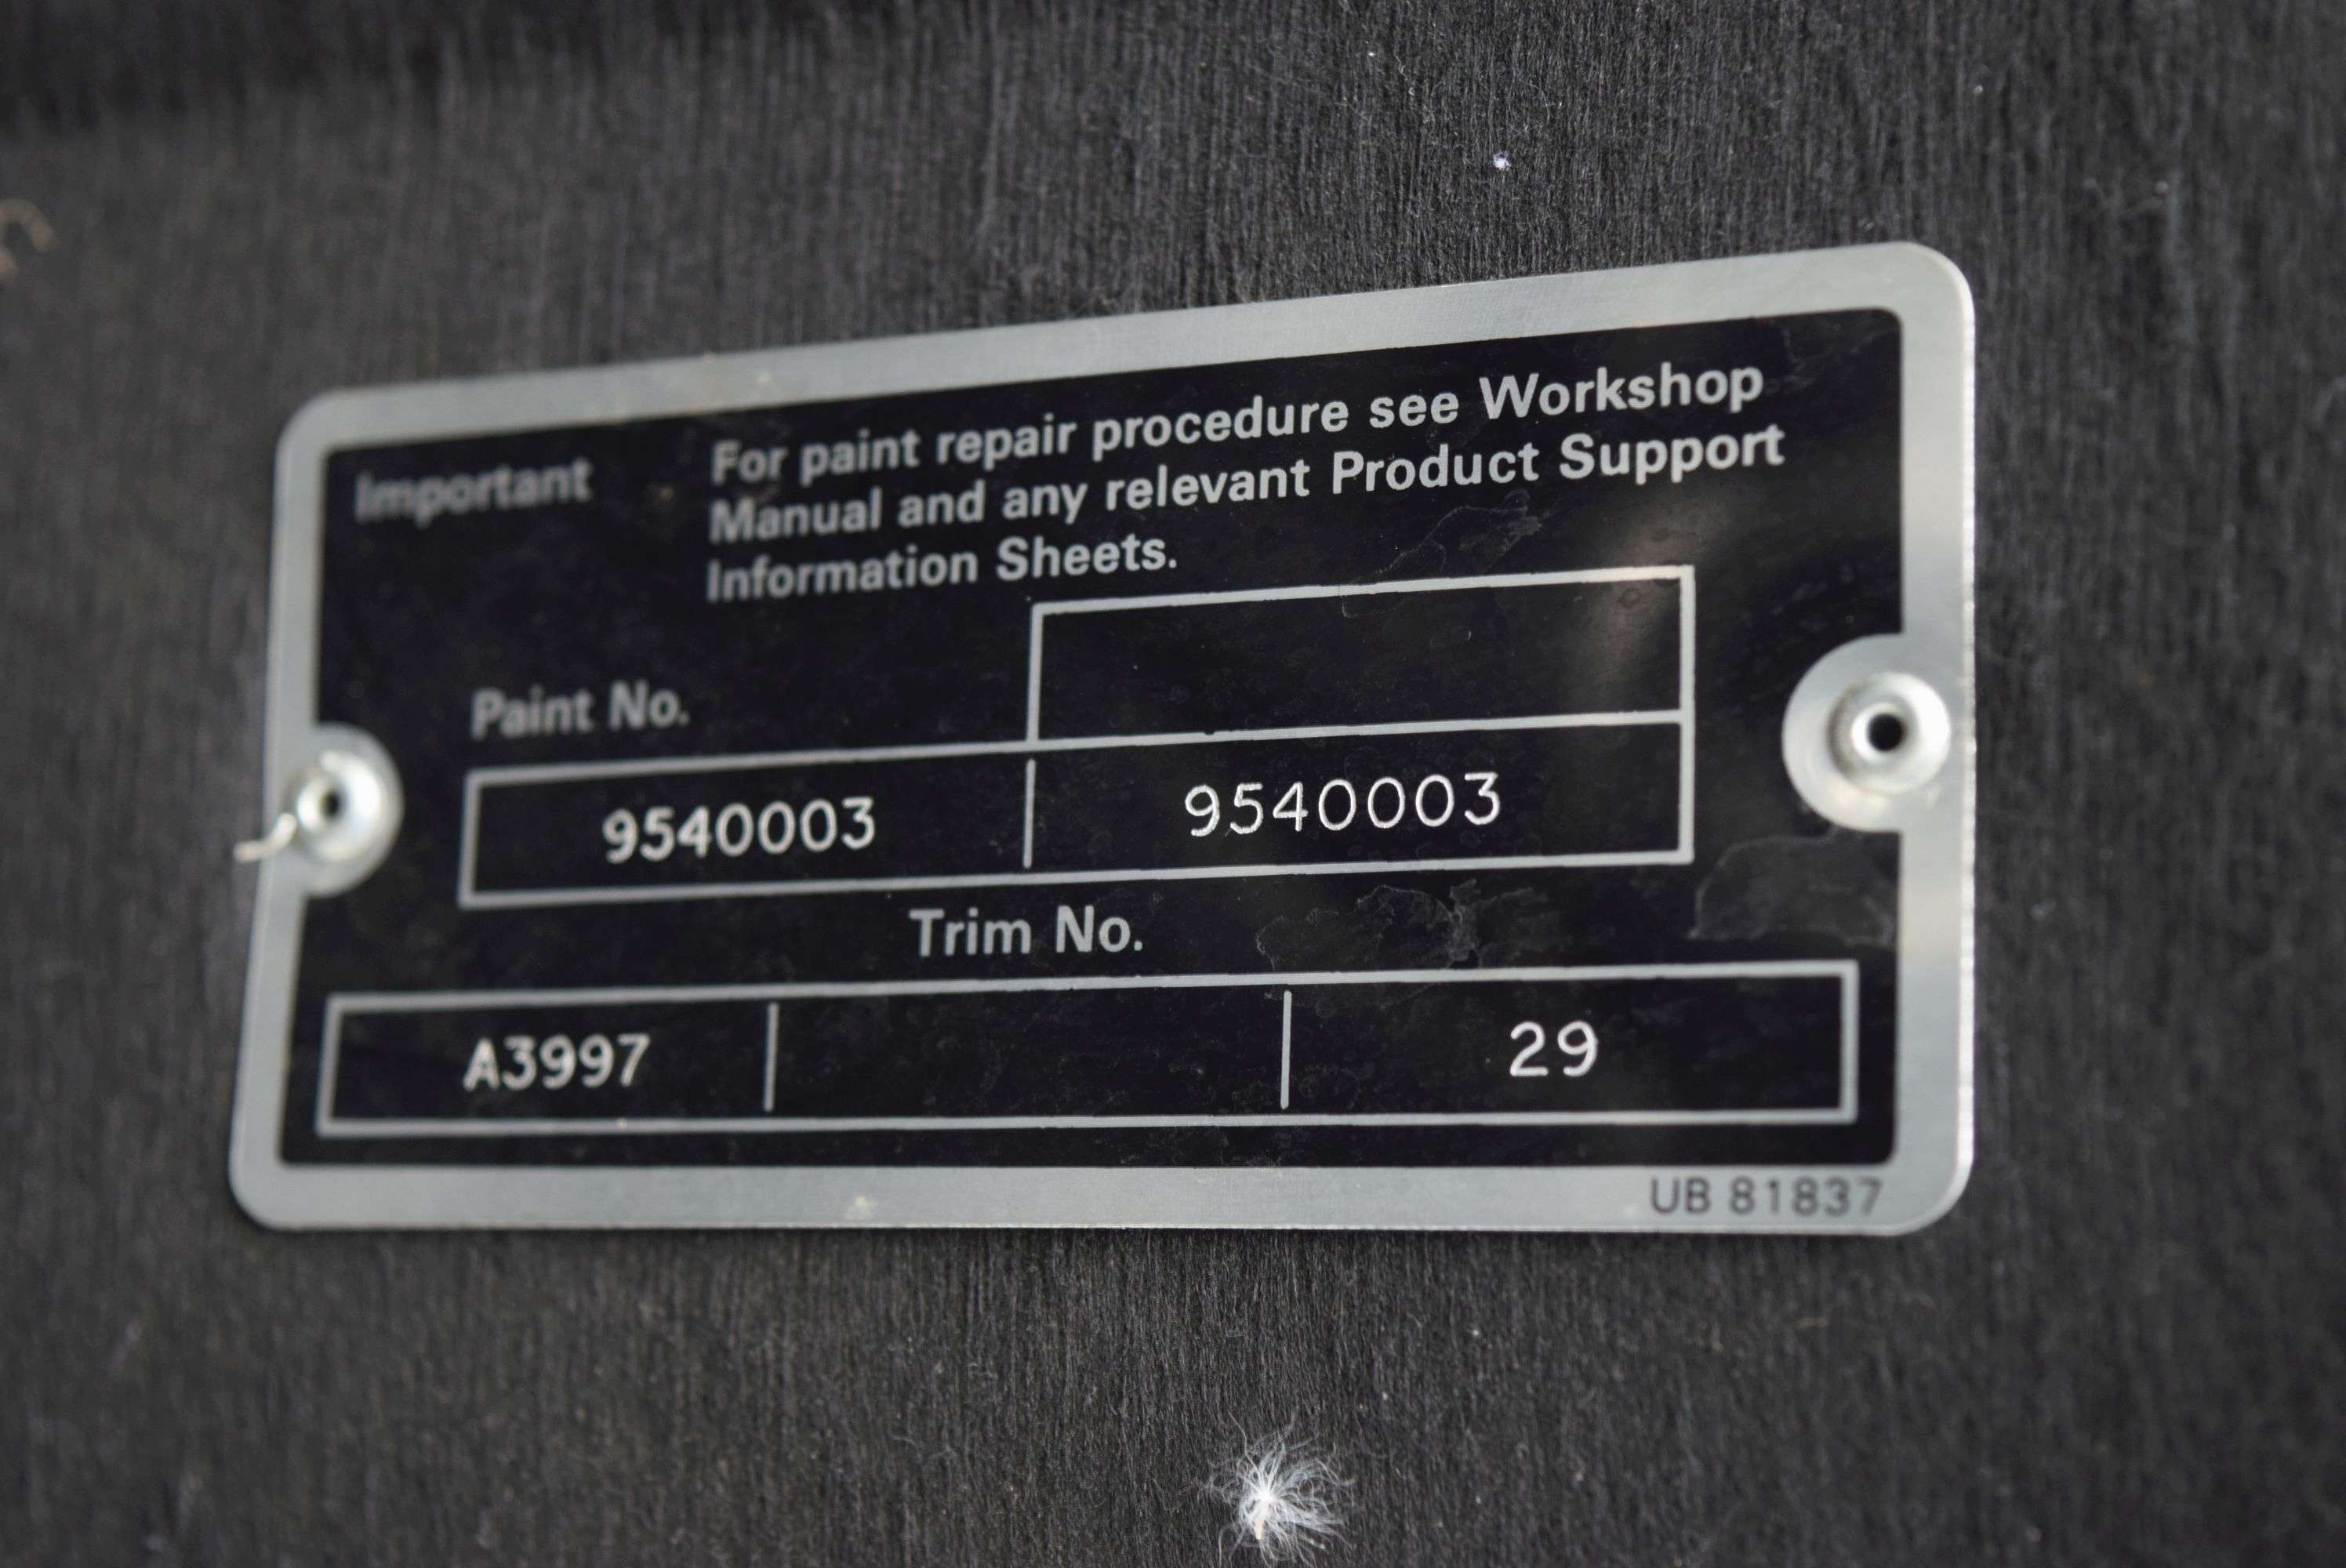 Important
For paint repair procedure see Workshop
Manual and any relevant Product Support
Information Sheets.
Paint No.
9540003 9540003
Trim No.
A3997 29
UB 81837